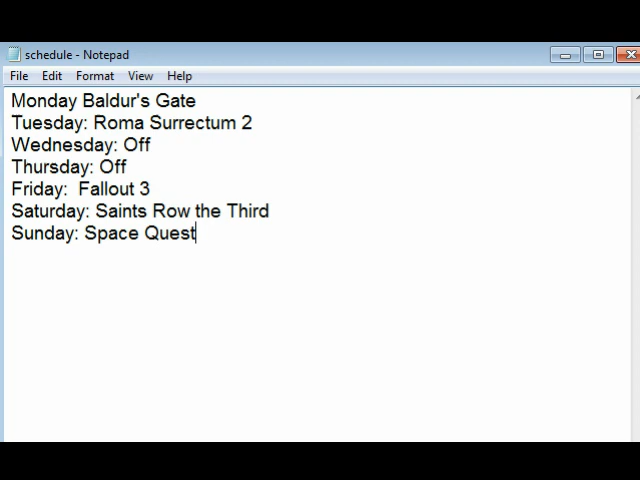 schedule - Notepad
File Edit Format View Help
Monday Baldur's Gate
Tuesday: Roma Surrectum 2
Wednesday: Off
Thursday: Off
Friday:  Fallout 3
Saturday: Saints Row the Third
Sunday: Space Quest